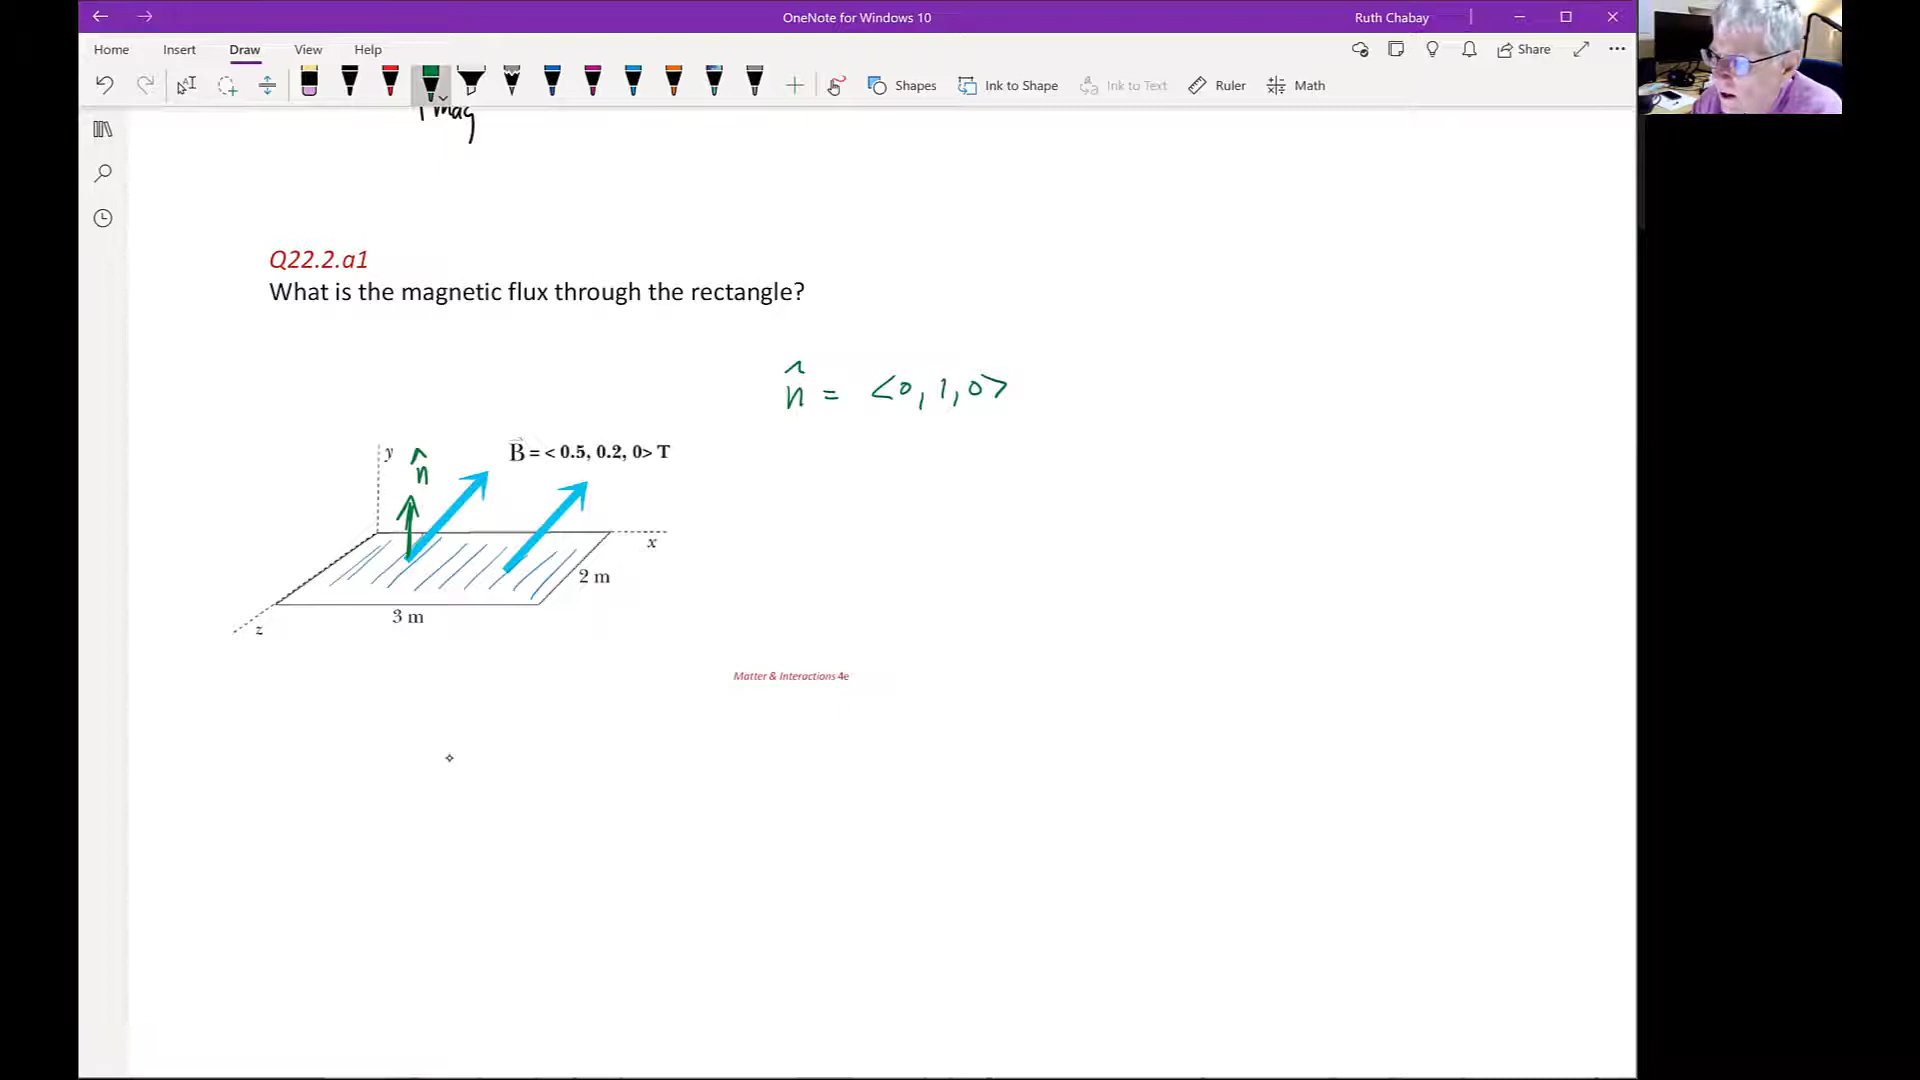 OneNote for Windows 10
Ruth Chabay
Home Insert Draw View Help
Share
Shapes Ink to Shape Ink to Text Ruler Math
Fmag
Q22.2.a1
What is the magnetic flux through the rectangle?
n̂ = <0, 1, 0>
y
n̂
B⃗ = < 0.5, 0.2, 0> T
x
2 m
3 m
z
Matter & Interactions 4e